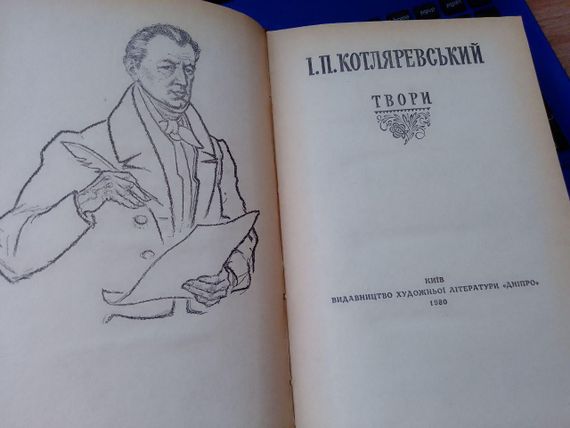 І.П.КОТЛЯРЕВСЬКИЙ
ТВОРИ
КИЇВ
ВИДАВНИЦТВО ХУДОЖНЬОЇ ЛІТЕРАТУРИ «ДНІПРО»
1980